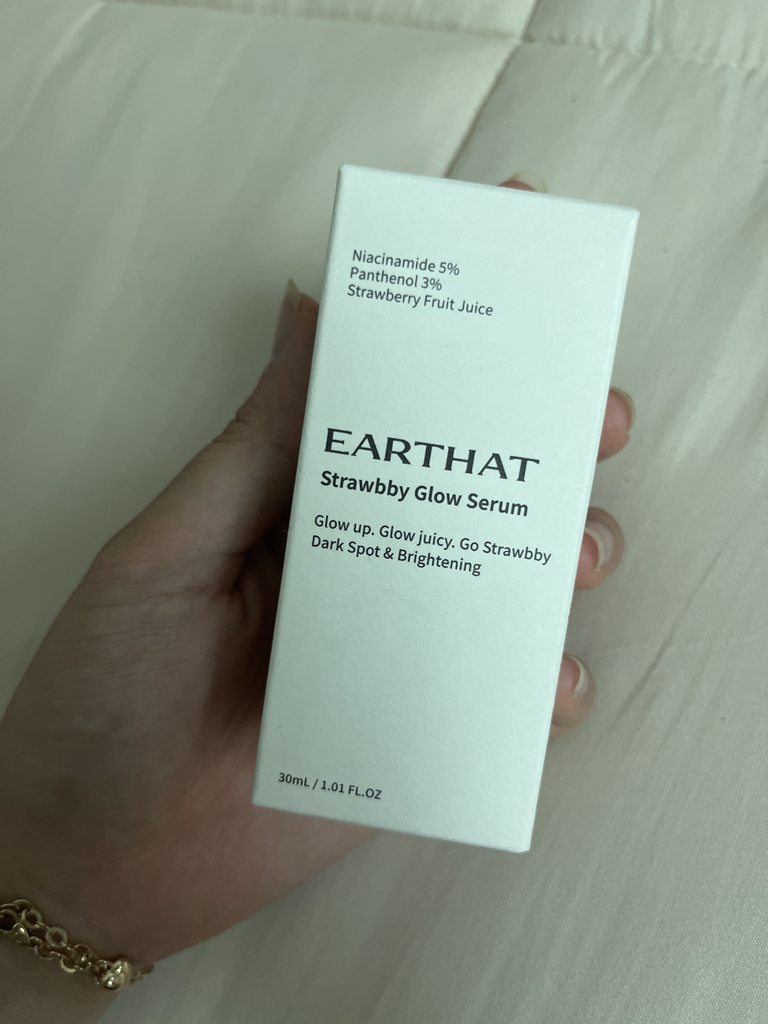 Niacinamide 5%
Panthenol 3%
Strawberry Fruit Juice
EARTHAT
Strawbby Glow Serum
Glow up. Glow juicy. Go Strawbby
Dark Spot & Brightening
30mL / 1.01 FL.OZ